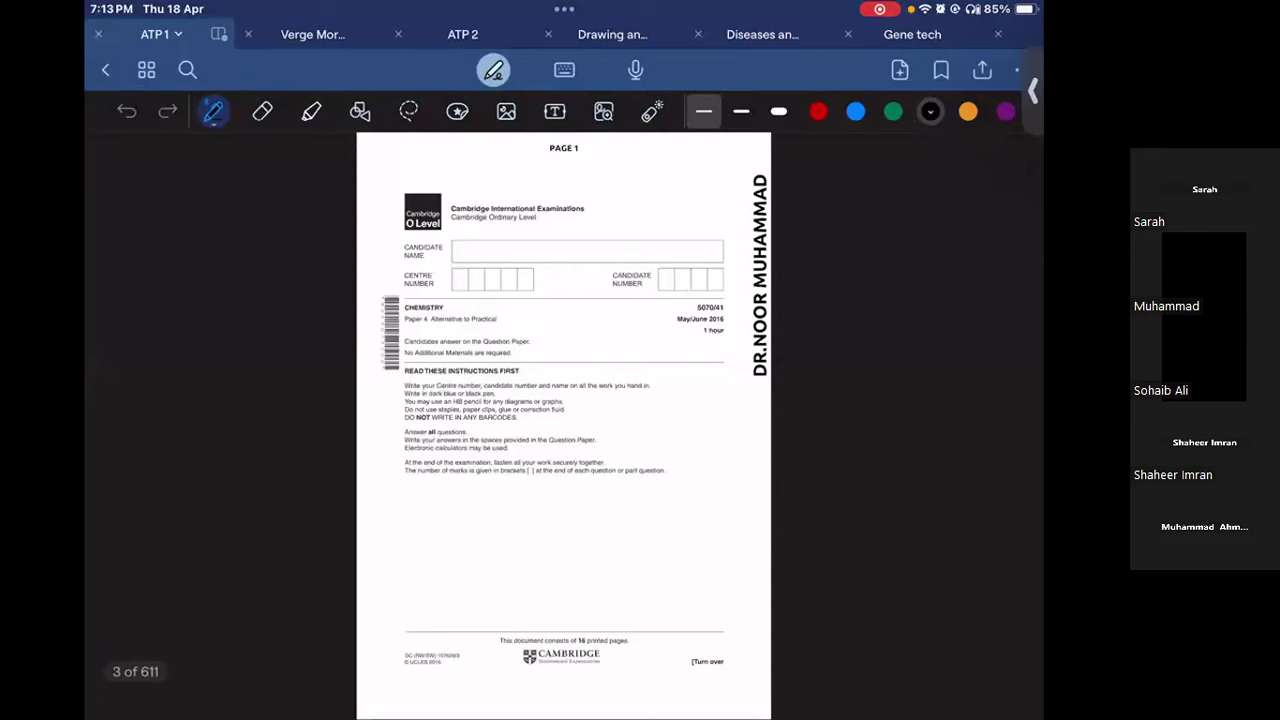 7:13 PM Thu 18 Apr
85%
ATP 1
Verge Mor...
ATP 2
Drawing an...
Diseases an...
Gene tech
PAGE 1
DR.NOOR MUHAMMAD
Cambridge
O Level
Cambridge International Examinations
Cambridge Ordinary Level
CANDIDATE
NAME
CENTRE
NUMBER
CANDIDATE
NUMBER
CHEMISTRY
5070/41
Paper 4 Alternative to Practical
May/June 2016
1 hour
Candidates answer on the Question Paper.
No Additional Materials are required.
READ THESE INSTRUCTIONS FIRST
Write your Centre number, candidate number and name on all the work you hand in.
Write in dark blue or black pen.
You may use an HB pencil for any diagrams or graphs.
Do not use staples, paper clips, glue or correction fluid.
DO NOT WRITE IN ANY BARCODES.
Answer all questions.
Write your answers in the spaces provided in the Question Paper.
Electronic calculators may be used.
At the end of the examination, fasten all your work securely together.
The number of marks is given in brackets [ ] at the end of each question or part question.
This document consists of 16 printed pages.
© UCLES 2016
CAMBRIDGE
International Examinations
[Turn over
3 of 611
Sarah
Sarah
Muhammad
Sohaib Ali
Shaheer Imran
Shaheer Imran
Muhammad Ahm...